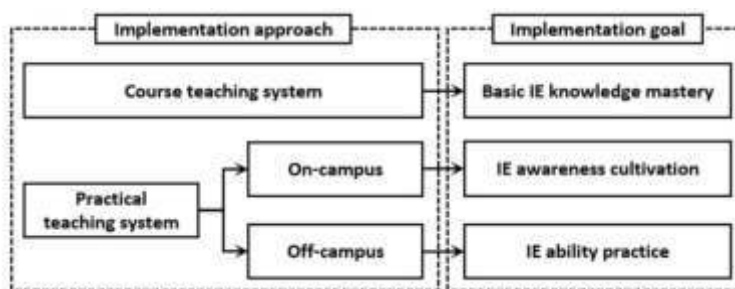 Implementation approach
Implementation goal
Course teaching system
Basic IE knowledge mastery
On-campus
IE awareness cultivation
Practical
teaching system
Off-campus
IE ability practice